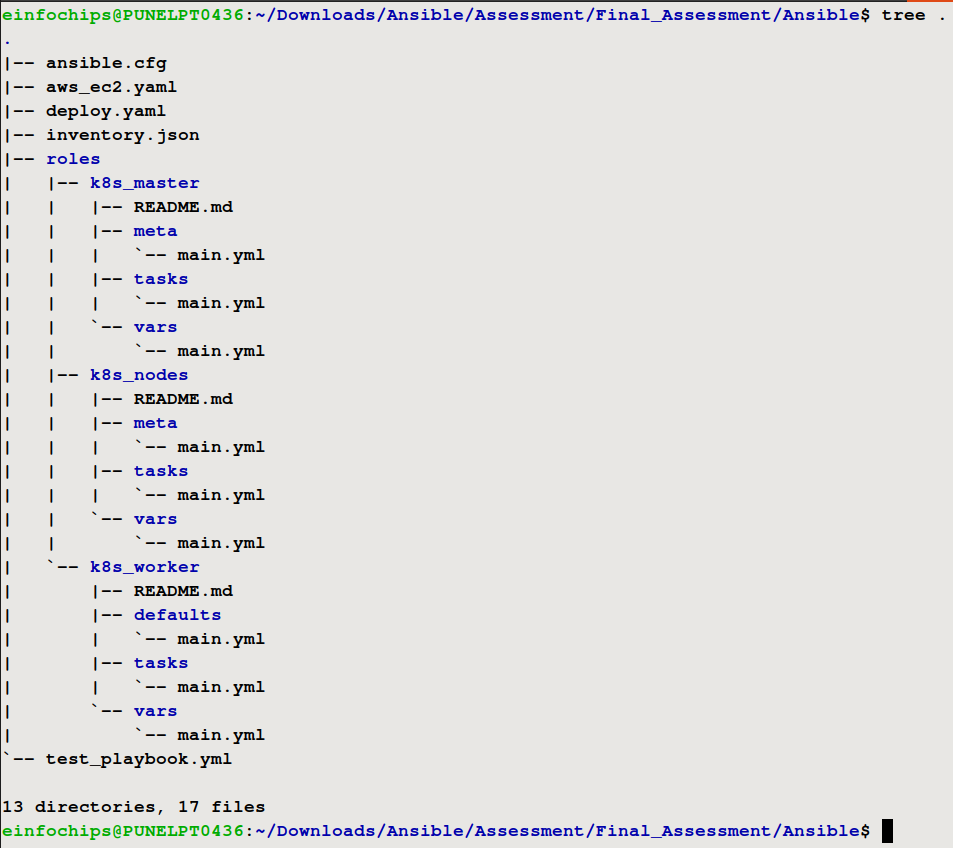 einfochips@PUNELPT0436:~/Downloads/Ansible/Assessment/Final_Assessment/Ansible$ tree .
.
|-- ansible.cfg
|-- aws_ec2.yaml
|-- deploy.yaml
|-- inventory.json
|-- roles
|   |-- k8s_master
|   |   |-- README.md
|   |   |-- meta
|   |   |   `-- main.yml
|   |   |-- tasks
|   |   |   `-- main.yml
|   |   `-- vars
|   |       `-- main.yml
|   |-- k8s_nodes
|   |   |-- README.md
|   |   |-- meta
|   |   |   `-- main.yml
|   |   |-- tasks
|   |   |   `-- main.yml
|   |   `-- vars
|   |       `-- main.yml
|   `-- k8s_worker
|       |-- README.md
|       |-- defaults
|       |   `-- main.yml
|       |-- tasks
|       |   `-- main.yml
|       `-- vars
|           `-- main.yml
`-- test_playbook.yml

13 directories, 17 files
einfochips@PUNELPT0436:~/Downloads/Ansible/Assessment/Final_Assessment/Ansible$